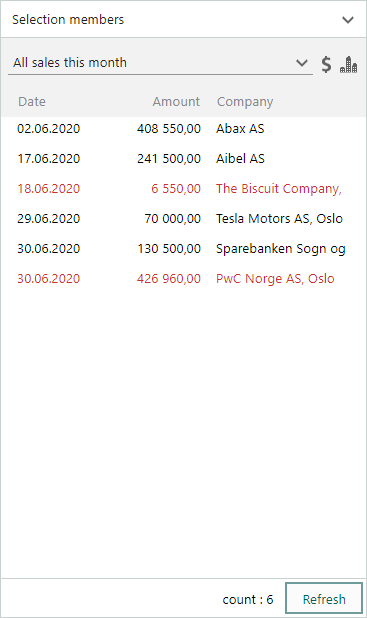 Selection members
All sales this month
$
Date Amount Company
02.06.2020 408 550,00 Abax AS
17.06.2020 241 500,00 Aibel AS
18.06.2020 6 550,00 The Biscuit Company,
29.06.2020 70 000,00 Tesla Motors AS, Oslo
30.06.2020 130 500,00 Sparebanken Sogn og
30.06.2020 426 960,00 PwC Norge AS, Oslo
count : 6 Refresh